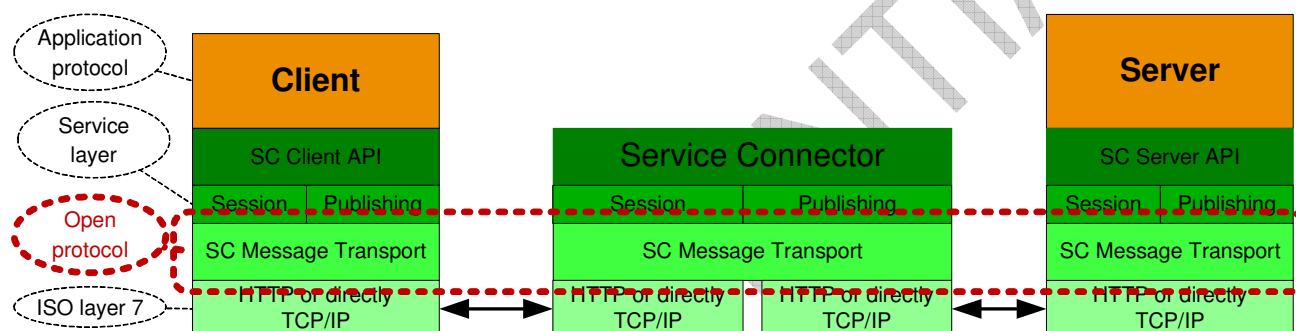 Application
protocol
Client
Server
Service
layer
SC Client API
Service Connector
SC Server API
Session
Publishing
Session
Publishing
Session
Publishing
Open
protocol
SC Message Transport
SC Message Transport
SC Message Transport
ISO layer 7
HTTP or directly
TCP/IP
HTTP or directly
TCP/IP
HTTP or directly
TCP/IP
HTTP or directly
TCP/IP